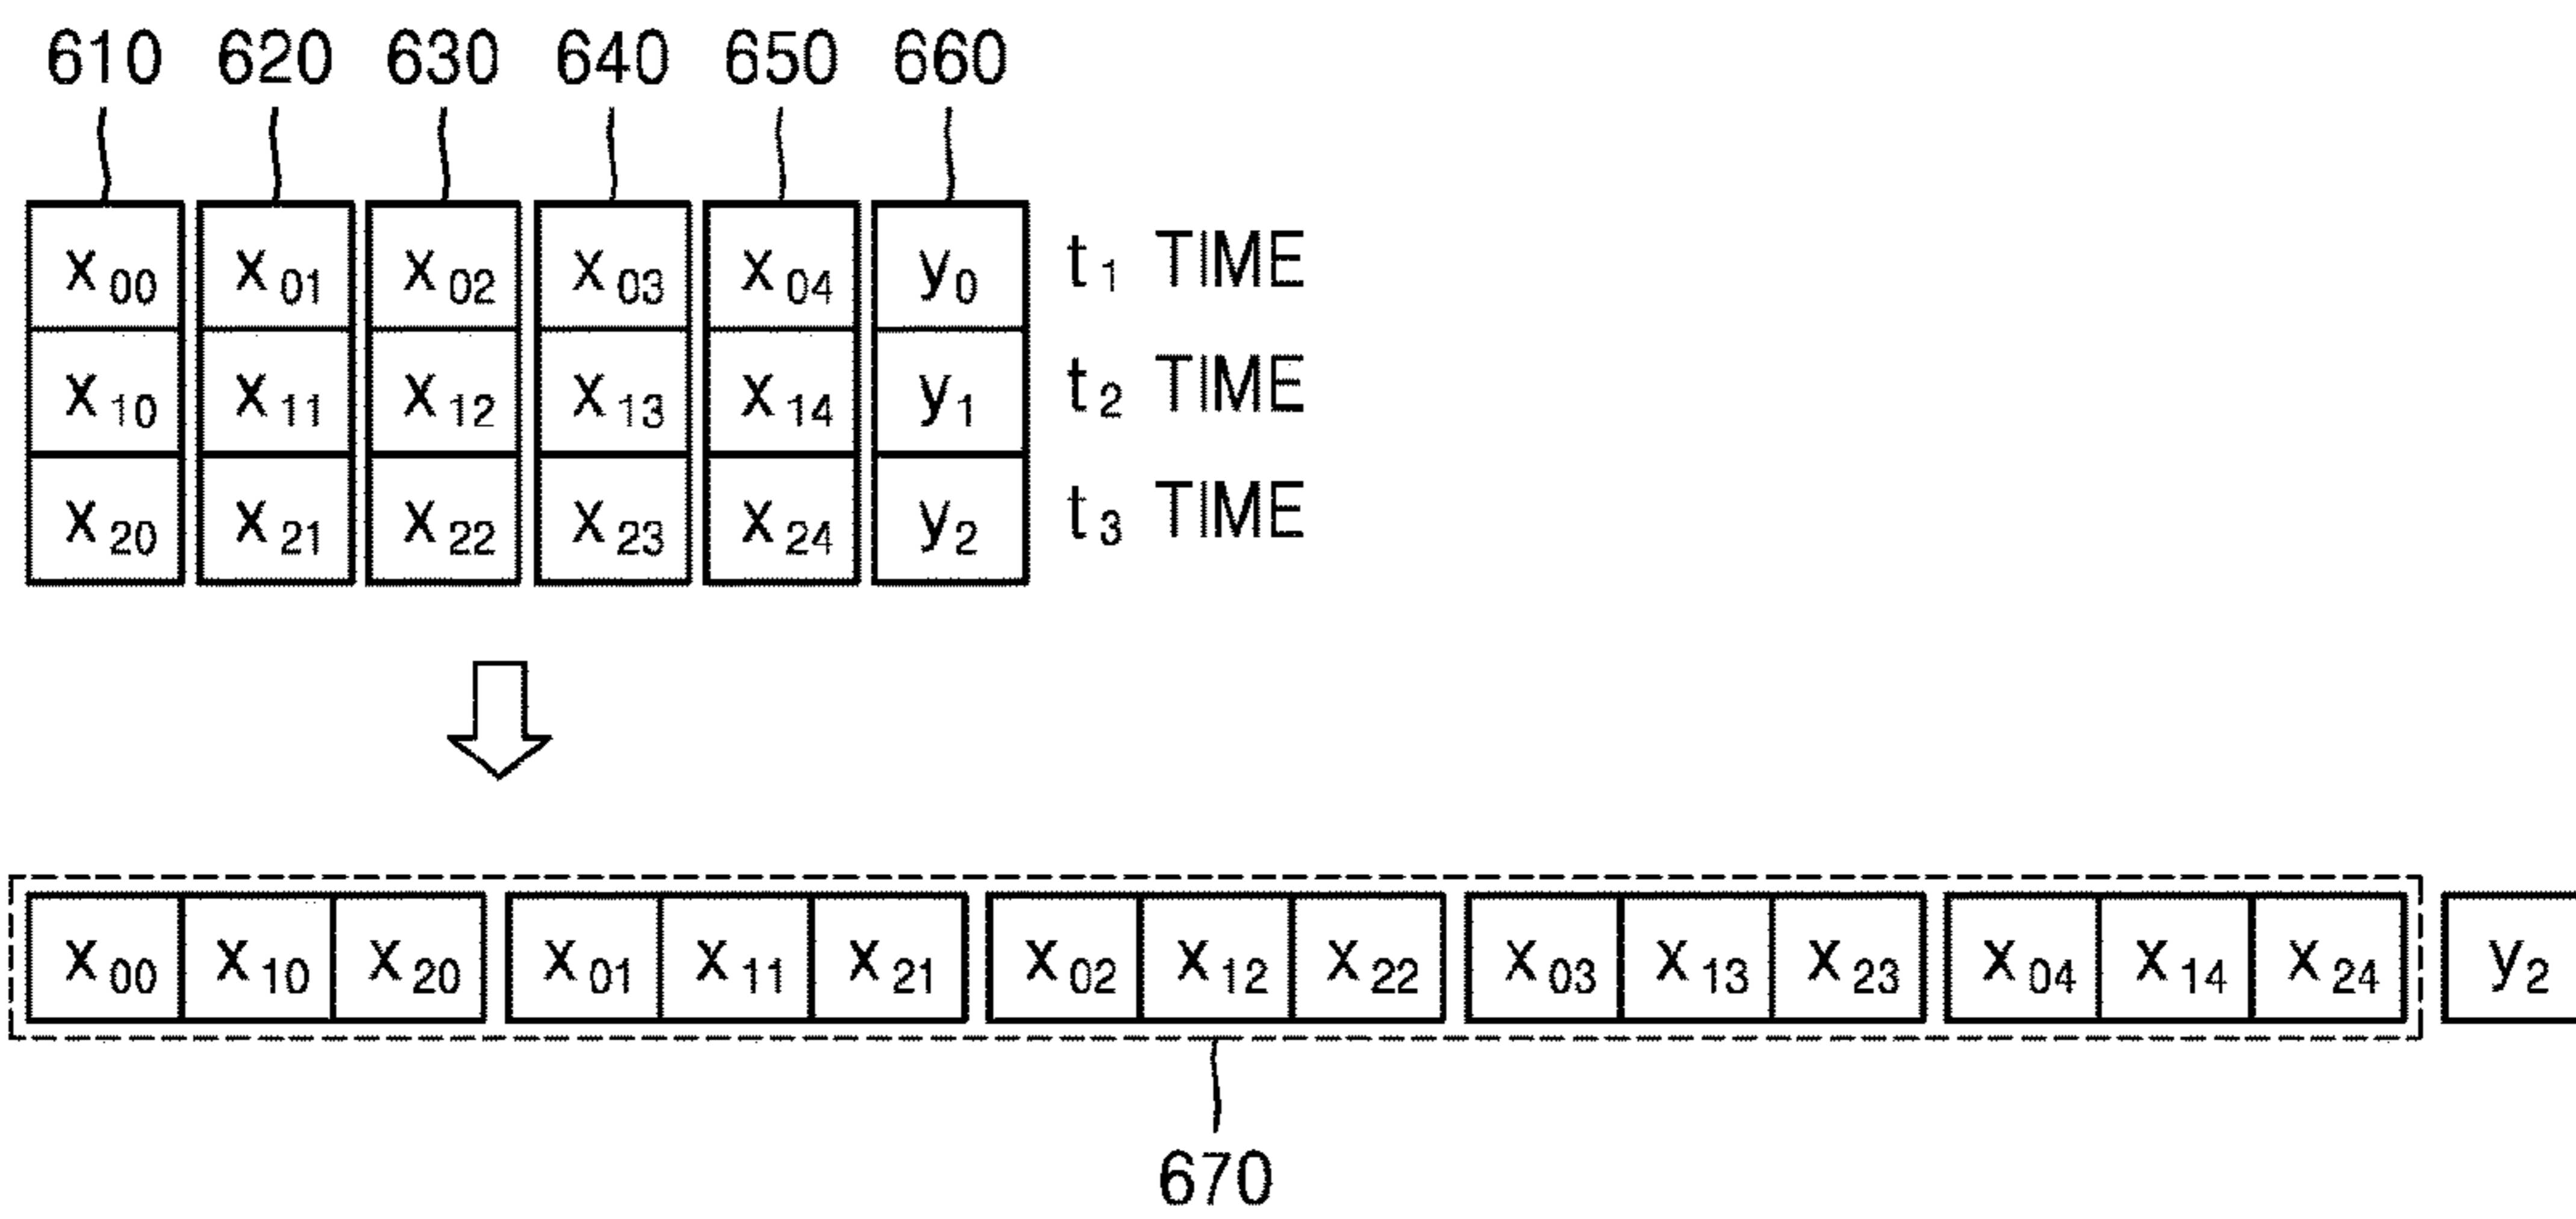 610 620 630 640 650 660
x₀₀ x₀₁ x₀₂ x₀₃ x₀₄ y₀ t₁ TIME
x₁₀ x₁₁ x₁₂ x₁₃ x₁₄ y₁ t₂ TIME
x₂₀ x₂₁ x₂₂ x₂₃ x₂₄ y₂ t₃ TIME
x₀₀ x₁₀ x₂₀ x₀₁ x₁₁ x₂₁ x₀₂ x₁₂ x₂₂ x₀₃ x₁₃ x₂₃ x₀₄ x₁₄ x₂₄ y₂
670